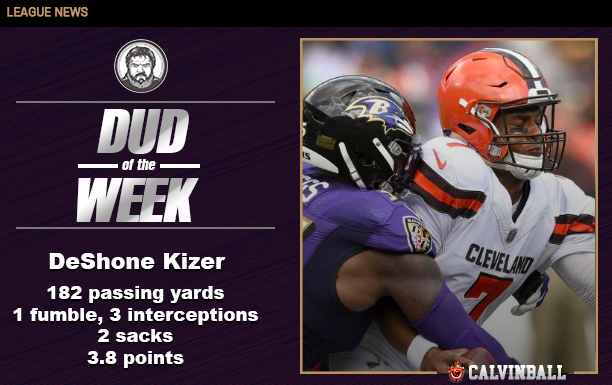 LEAGUE NEWS
DUD
of the
WEEK
DeShone Kizer
182 passing yards
1 fumble, 3 interceptions
2 sacks
3.8 points
CLEVELAND
7
CALVINBALL